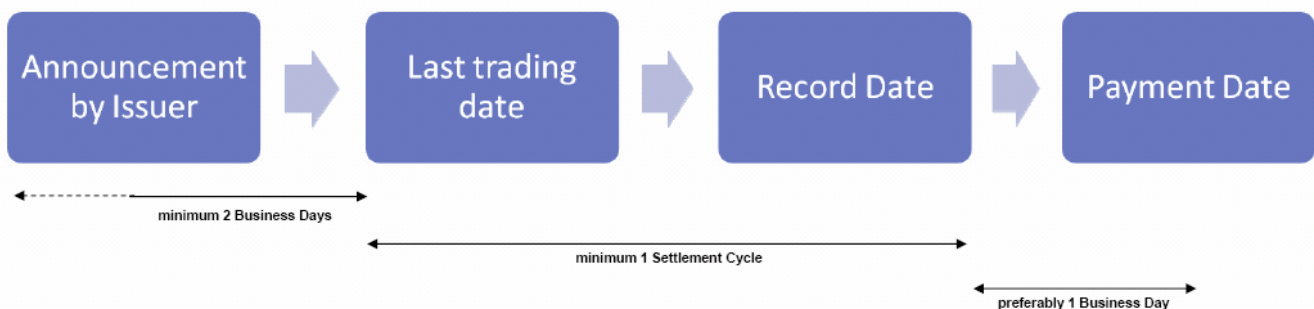 Announcement
by Issuer
Last trading
date
Record Date
Payment Date
minimum 2 Business Days
minimum 1 Settlement Cycle
preferably 1 Business Day